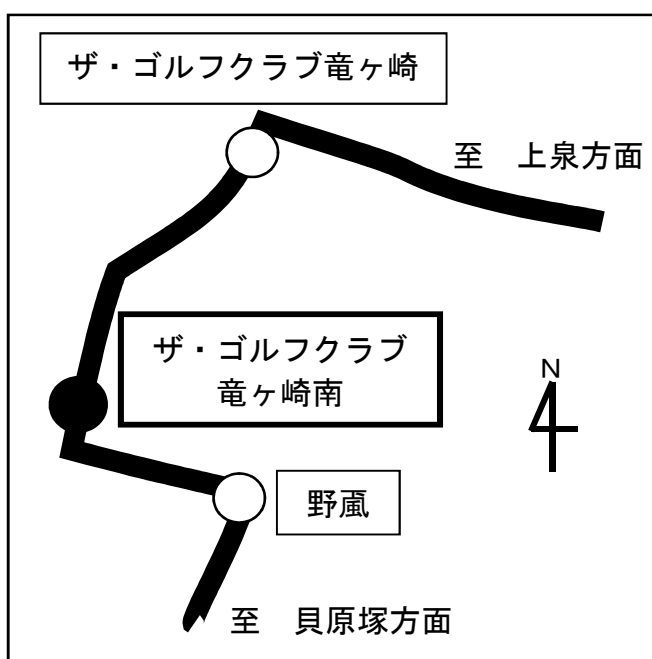 ザ・ゴルフクラブ竜ヶ崎
至　上泉方面
ザ・ゴルフクラブ
竜ヶ崎南
N
野凮
至　貝原塚方面